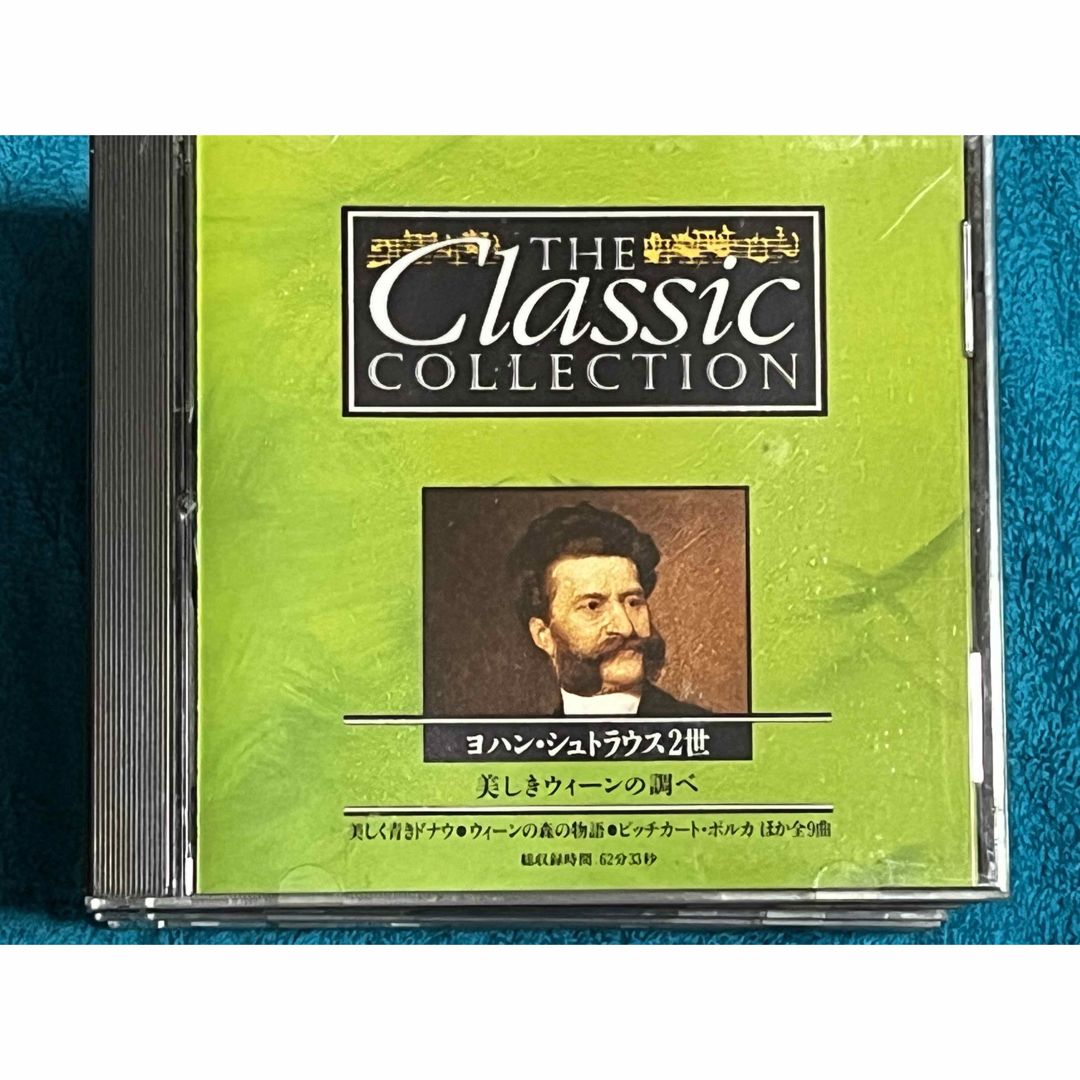 THE
Classic
COLLECTION
ヨハン・シュトラウス2世
美しきウィーンの調べ
美しく青きドナウ●ウィーンの森の物語●ピッチカート・ポルカ ほか全9曲
総収録時間 62分33秒